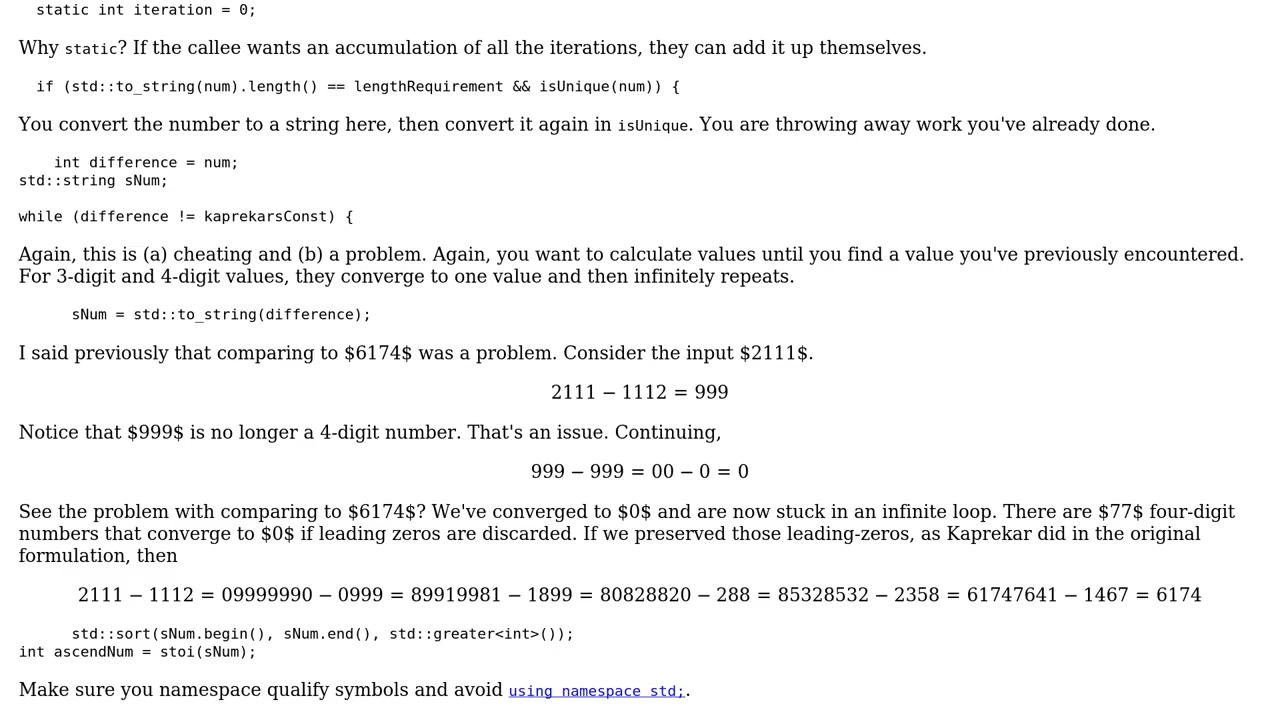 static int iteration = 0;
Why static? If the callee wants an accumulation of all the iterations, they can add it up themselves.
if (std::to_string(num).length() == lengthRequirement && isUnique(num)) {
You convert the number to a string here, then convert it again in isUnique. You are throwing away work you've already done.
int difference = num;
std::string sNum;
while (difference != kaprekarsConst) {
Again, this is (a) cheating and (b) a problem. Again, you want to calculate values until you find a value you've previously encountered.
For 3-digit and 4-digit values, they converge to one value and then infinitely repeats.
sNum = std::to_string(difference);
I said previously that comparing to $6174$ was a problem. Consider the input $2111$.
2111 − 1112 = 999
Notice that $999$ is no longer a 4-digit number. That's an issue. Continuing,
999 − 999 = 00 − 0 = 0
See the problem with comparing to $6174$? We've converged to $0$ and are now stuck in an infinite loop. There are $77$ four-digit
numbers that converge to $0$ if leading zeros are discarded. If we preserved those leading-zeros, as Kaprekar did in the original
formulation, then
2111 − 1112 = 09999990 − 0999 = 89919981 − 1899 = 80828820 − 288 = 85328532 − 2358 = 61747641 − 1467 = 6174
std::sort(sNum.begin(), sNum.end(), std::greater<int>());
int ascendNum = stoi(sNum);
Make sure you namespace qualify symbols and avoid using namespace std;.